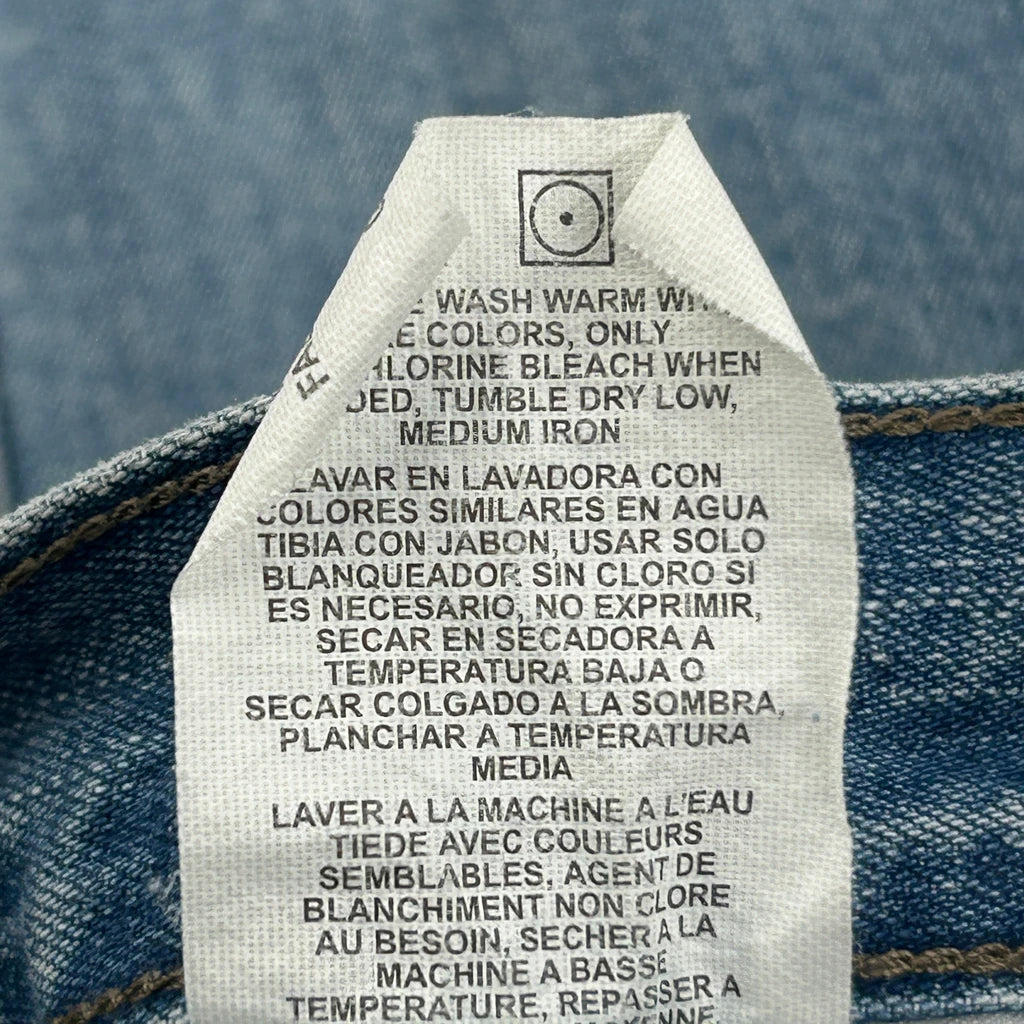 FA
WASH WARM
COLORS, ONLY
BLEACH WHEN
TUMBLE DRY LOW,
MEDIUM IRON
LAVAR EN LAVADORA CON
COLORES SIMILARES EN AGUA
TIBIA CON JABON, USAR SOLO
BLANQUEADOR SIN CLORO SI
ES NECESARIO, NO EXPRIMIR,
SECAR EN SECADORA A
TEMPERATURA BAJA O
SECAR COLGADO A LA SOMBRA,
PLANCHAR A TEMPERATURA
MEDIA
LAVER A LA MACHINE A L'EAU
TIEDE AVEC COULEURS
SEMBLABLES, AGENT DE
BLANCHIMENT NON CLORE
AU BESOIN, SECHER A LA
MACHINE A BASSE
TEMPERATURE, REPASSER A